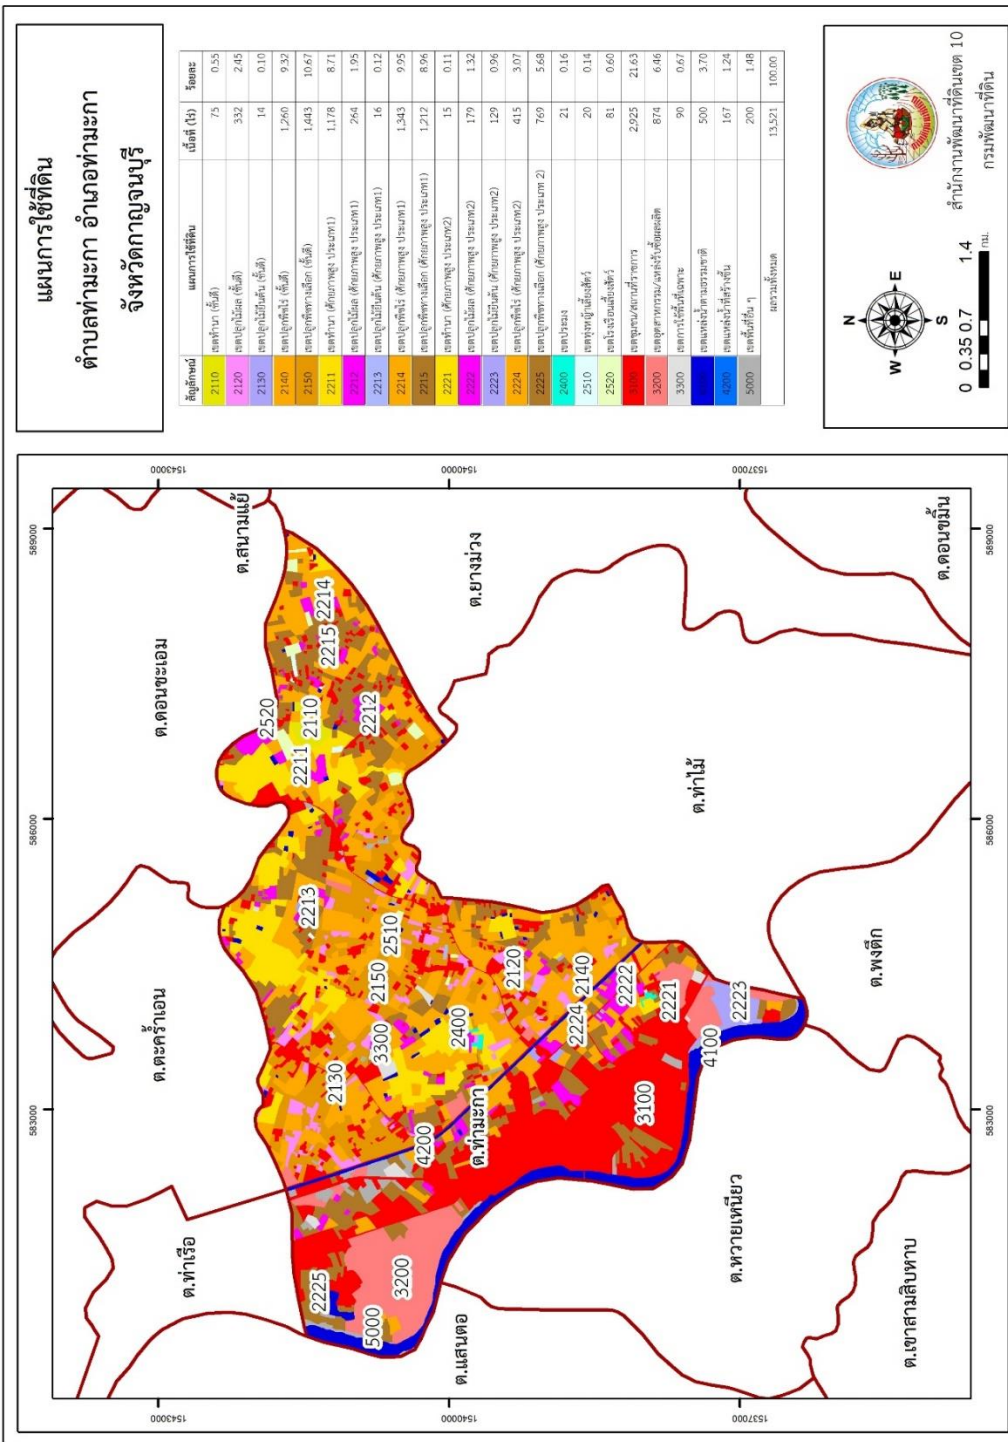 แผนการใช้ที่ดิน
ตำบลท่ามะกา อำเภอท่ามะกา
จังหวัดกาญจนบุรี
สัญลักษณ์ แผนการใช้ที่ดิน เนื้อที่ (ไร่) ร้อยละ
2110 เขตทำนา (ชั้นดี) 75 0.55
2120 เขตปลูกไม้ผล (ชั้นดี) 332 2.45
2130 เขตปลูกไม้ยืนต้น (ชั้นดี) 14 0.10
2140 เขตปลูกพืชไร่ (ชั้นดี) 1,260 9.32
2150 เขตปลูกพืชทางเลือก (ชั้นดี) 1,443 10.67
2211 เขตทำนา (ศักยภาพสูง ประเภท1) 1,178 8.71
2212 เขตปลูกไม้ผล (ศักยภาพสูง ประเภท1) 264 1.95
2213 เขตปลูกไม้ยืนต้น (ศักยภาพสูง ประเภท1) 16 0.12
2214 เขตปลูกพืชไร่ (ศักยภาพสูง ประเภท1) 1,343 9.95
2215 เขตปลูกพืชทางเลือก (ศักยภาพสูง ประเภท1) 1,212 8.96
2221 เขตทำนา (ศักยภาพสูง ประเภท2) 15 0.11
2222 เขตปลูกไม้ผล (ศักยภาพสูง ประเภท2) 179 1.32
2223 เขตปลูกไม้ยืนต้น (ศักยภาพสูง ประเภท2) 129 0.96
2224 เขตปลูกพืชไร่ (ศักยภาพสูง ประเภท2) 415 3.07
2225 เขตปลูกพืชทางเลือก (ศักยภาพสูง ประเภท 2) 769 5.68
2400 เขตประมง 21 0.16
2510 เขตทุ่งหญ้าเลี้ยงสัตว์ 20 0.14
2520 เขตโรงเรือนเลี้ยงสัตว์ 81 0.60
3100 เขตชุมชน/สถานที่ราชการ 2,925 21.63
3200 เขตอุตสาหกรรม/แหล่งรับซื้อผลผลิต 874 6.46
3300 เขตการใช้พื้นที่เฉพาะ 90 0.67
เขตแหล่งน้ำตามธรรมชาติ 500 3.70
4200 เขตแหล่งน้ำที่สร้างขึ้น 167 1.24
5000 เขตพื้นที่อื่น ๆ 200 1.48
ผลรวมทั้งหมด 13,521 100.00
N
W E
S
0 0.35 0.7 1.4
กม.
สำนักงานพัฒนาที่ดินเขต 10
กรมพัฒนาที่ดิน
583000 586000 589000
1543000
1540000
1537000
ต.ท่าเรือ
ต.ตะคร้ำเอน
ต.ดอนชะเอม
ต.สนามแย้
ต.ยางม่วง
ต.ท่าไม้
ต.ดอนขมิ้น
ต.พงตึก
ต.หวายเหนียว
ต.เขาสามสิบหาบ
ต.แสนตอ
ต.ท่ามะกา
2225
5000
3200
4200
2130
3300
2150
2510
2213
2400
2211
2520
2110
2212
2215
2214
2120
2140
2224
2222
2221
2223
4100
3100
583000 586000 589000
1543000
1540000
1537000